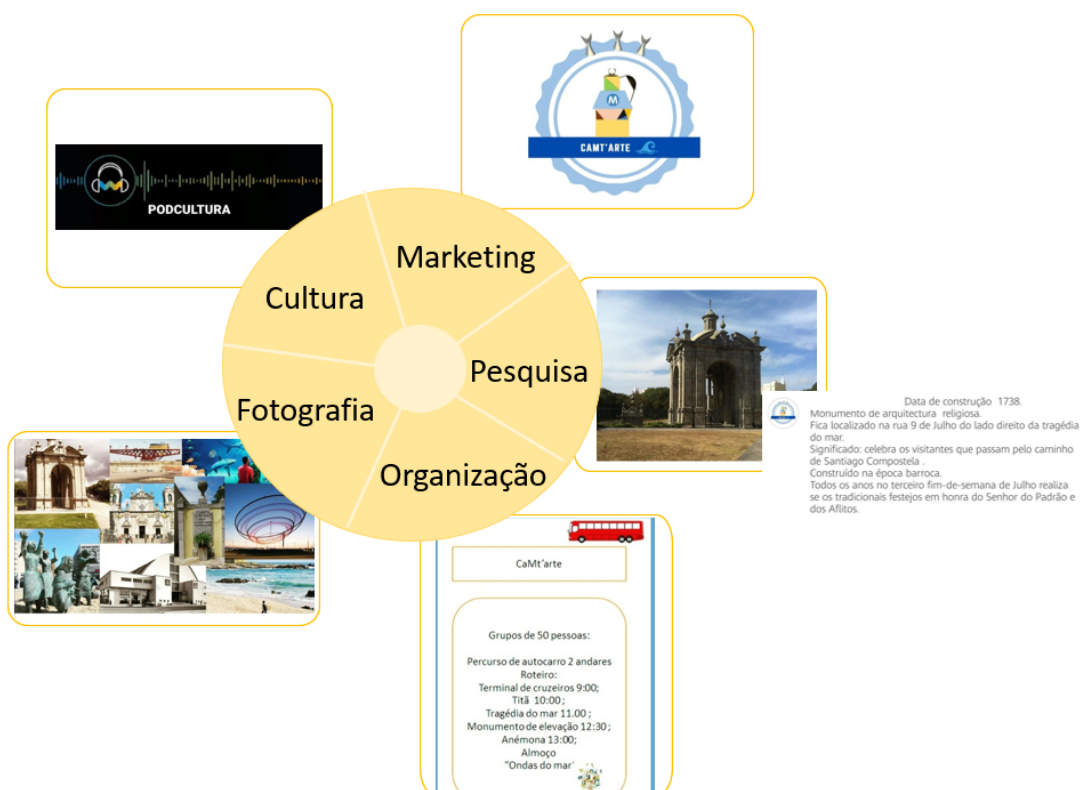 M
CAMT'ARTE
PODCULTURA
Marketing
Cultura
Pesquisa
Fotografia
Organização
Data de construção 1738.
Monumento de arquitectura religiosa.
Fica localizado na rua 9 de Julho do lado direito da tragédia
do mar.
Significado: celebra os visitantes que passam pelo caminho
de Santiago Compostela .
Construído na época barroca.
Todos os anos no terceiro fim-de-semana de Julho realiza
se os tradicionais festejos em honra do Senhor do Padrão e
dos Aflitos.
CaMt'arte
Grupos de 50 pessoas:
Percurso de autocarro 2 andares
Roteiro:
Terminal de cruzeiros 9:00;
Titã 10:00 ;
Tragédia do mar 11.00 ;
Monumento de elevação 12:30 ;
Anémona 13:00;
Almoço
"Ondas do mar'